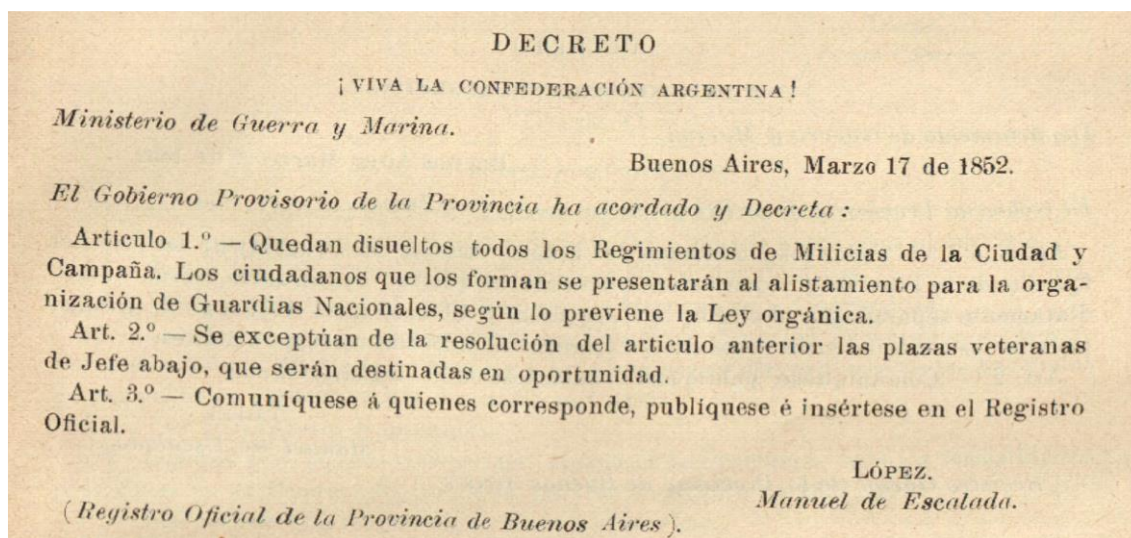 DECRETO
¡ VIVA LA CONFEDERACIÓN ARGENTINA !
Ministerio de Guerra y Marina.
Buenos Aires, Marzo 17 de 1852.
El Gobierno Provisorio de la Provincia ha acordado y Decreta :
Artículo 1.º — Quedan disueltos todos los Regimientos de Milicias de la Ciudad y
Campaña. Los ciudadanos que los forman se presentarán al alistamiento para la orga-
nización de Guardias Nacionales, según lo previene la Ley orgánica.
Art. 2.º — Se exceptúan de la resolución del artículo anterior las plazas veteranas
de Jefe abajo, que serán destinadas en oportunidad.
Art. 3.º — Comuníquese á quienes corresponde, publíquese é insértese en el Registro
Oficial.
LÓPEZ.
Manuel de Escalada.
( Registro Oficial de la Provincia de Buenos Aires ).